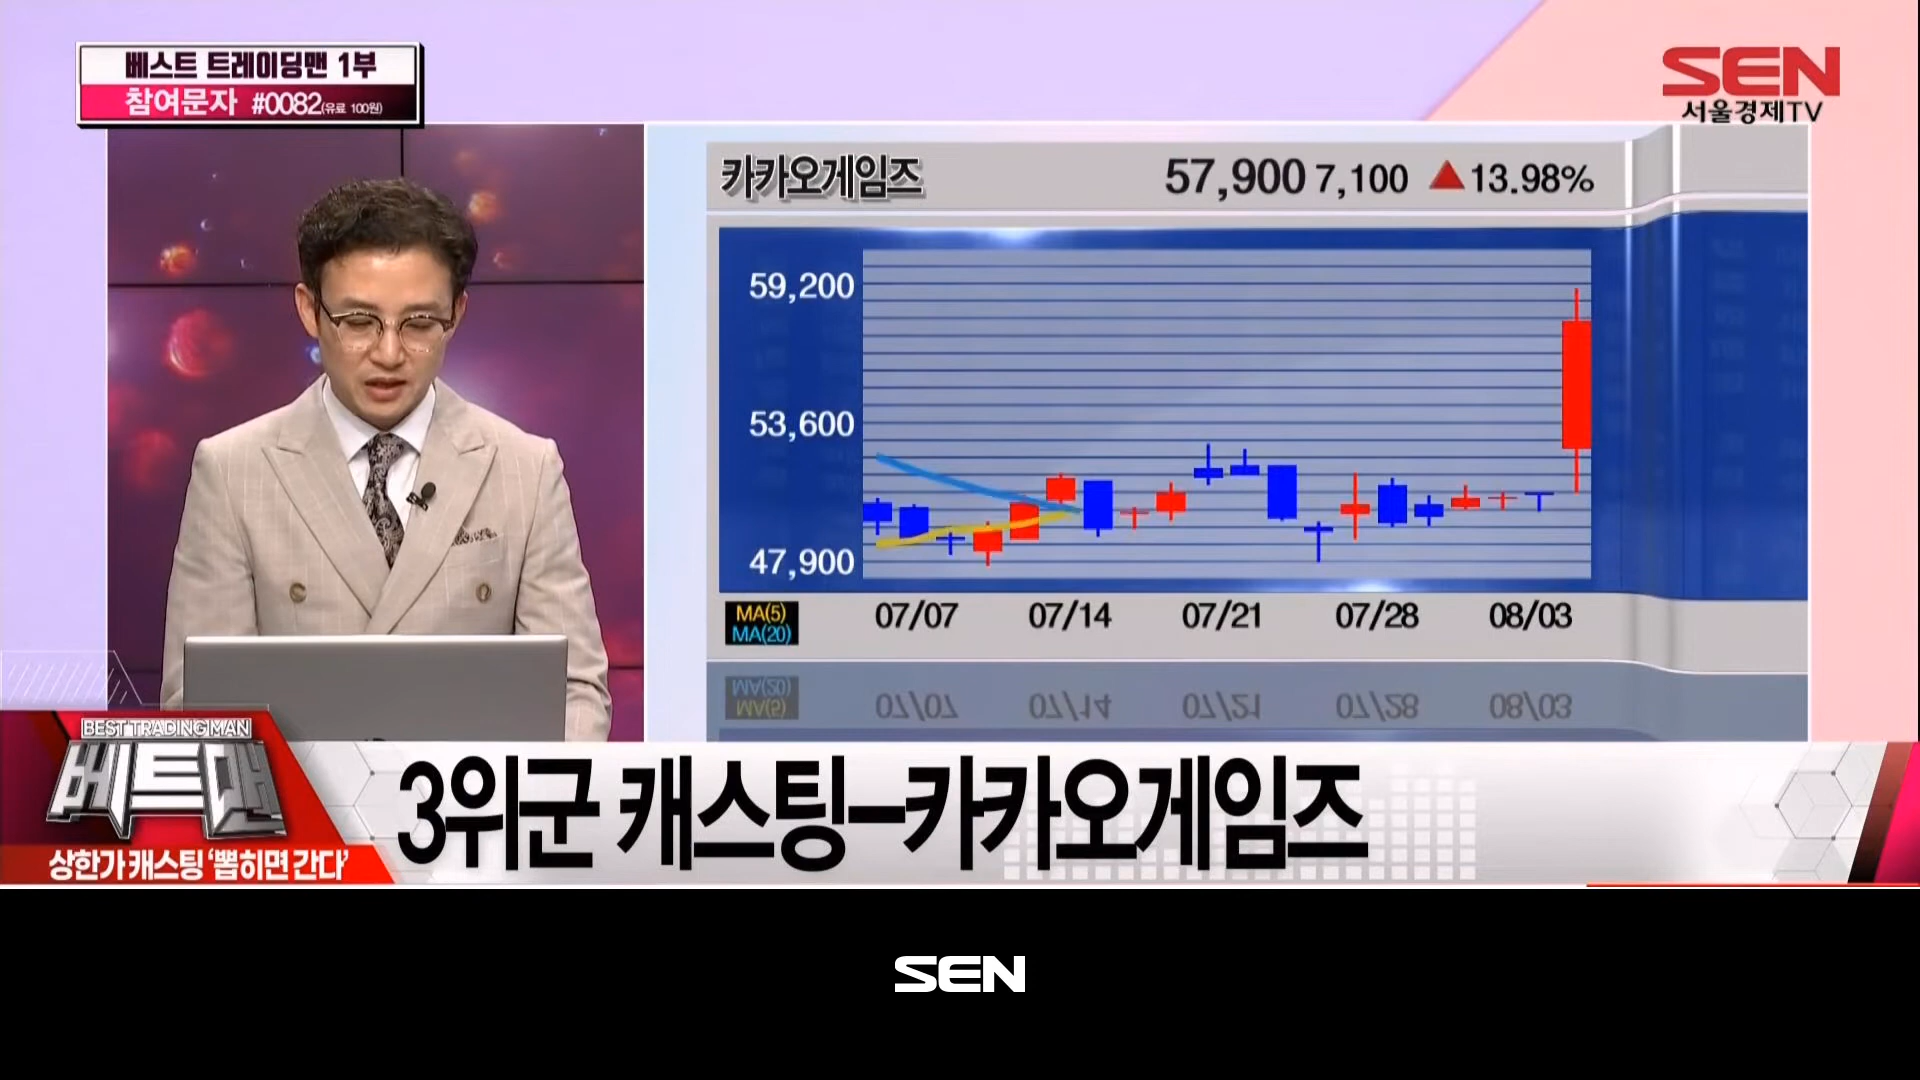 베스트 트레이딩맨 1부
참여문자 #0082(유료 100원)
SEN
서울경제TV
카카오게임즈 57,900 7,100 ▲13.98%
59,200
53,600
47,900
MA(5)
MA(20)
07/07 07/14 07/21 07/28 08/03
BEST TRADING MAN
베트맨
상한가 캐스팅 '뽑히면 간다'
3위군 캐스팅-카카오게임즈
SEN